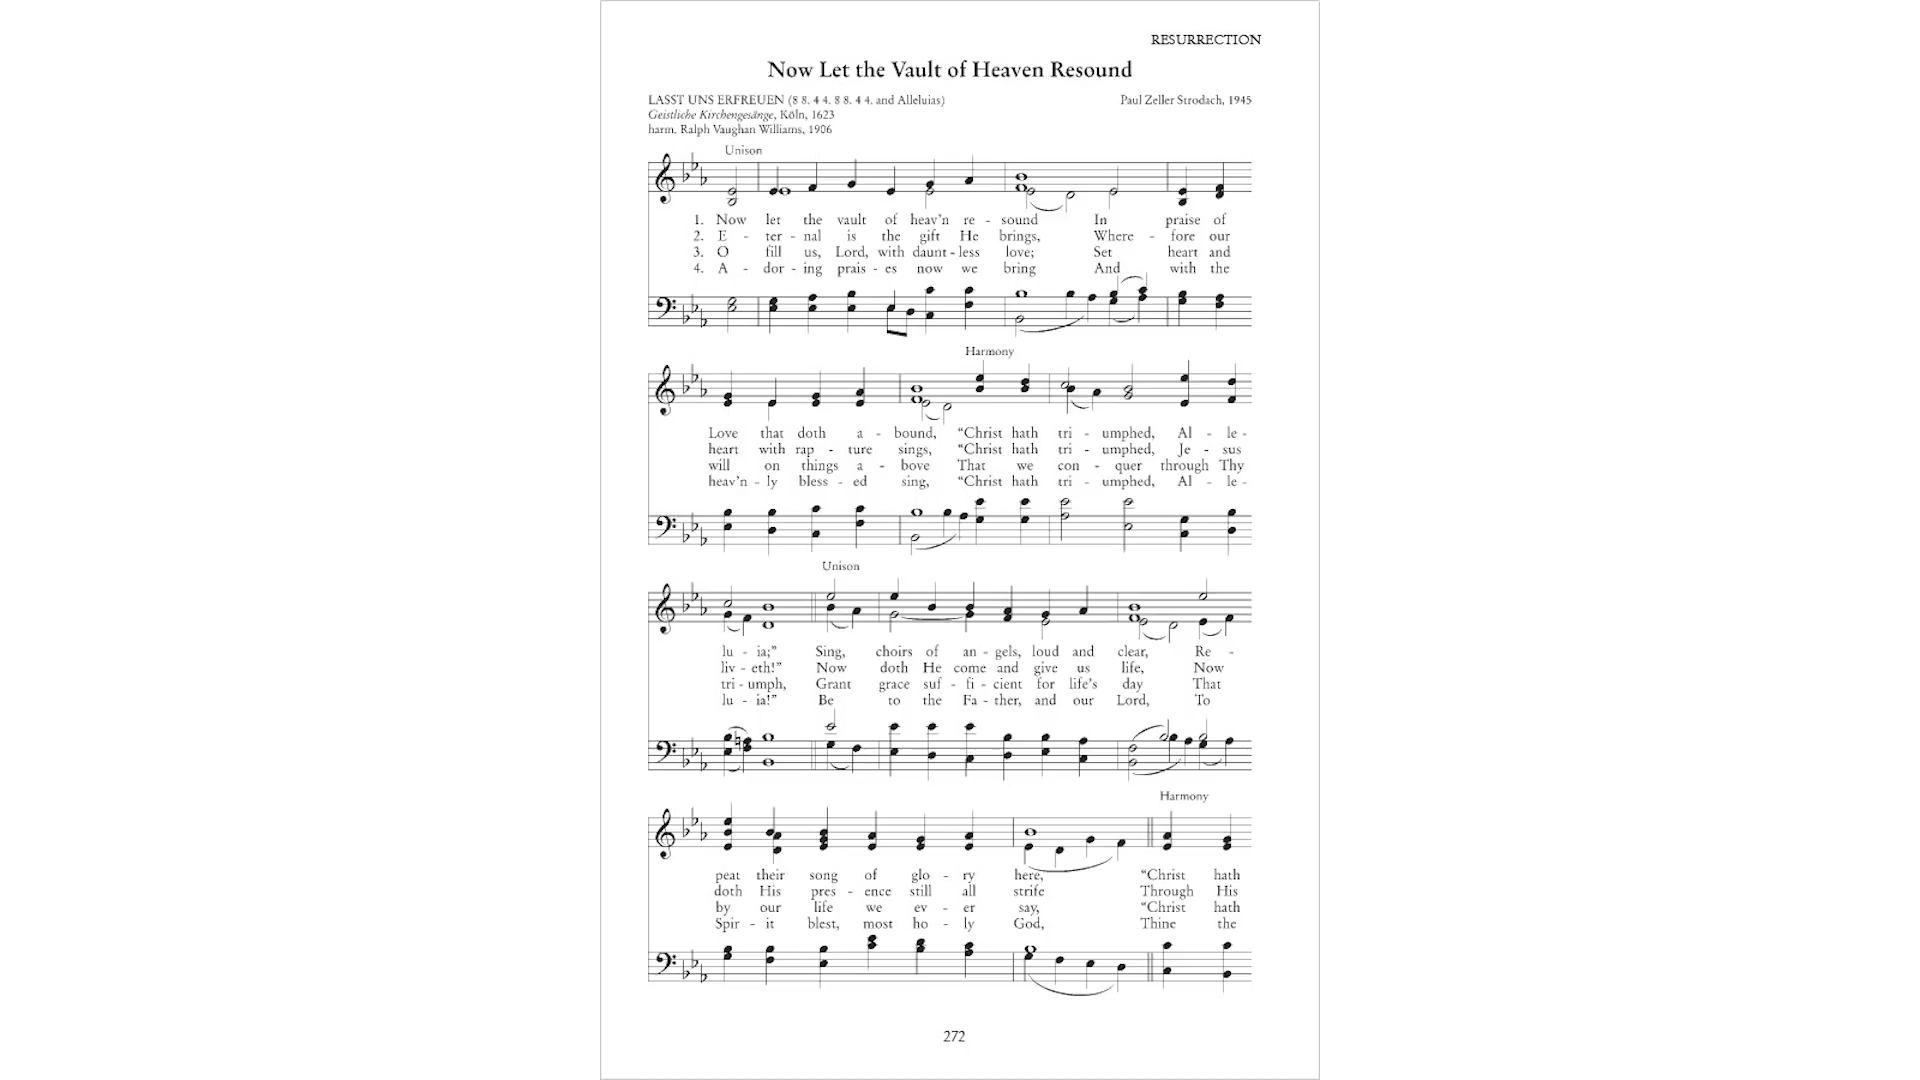 RESURRECTION
Now Let the Vault of Heaven Resound
LASST UNS ERFREUEN (8 8. 4 4. 8 8. 4 4. and Alleluias)
Paul Zeller Strodach, 1945
Geistliche Kirchengesänge, Köln, 1623
harm. Ralph Vaughan Williams, 1906
Unison
1. Now let the vault of heav'n re - sound In praise of
2. E - ter - nal is the gift He brings, Where - fore our
3. O fill us, Lord, with daunt - less love; Set heart and
4. A - dor - ing prais - es now we bring And with the
Harmony
Love that doth a - bound, “Christ hath tri - umphed, Al - le -
heart with rap - ture sings, “Christ hath tri - umphed, Je - sus
will on things a - bove That we con - quer through Thy
heav'n - ly bless - ed sing, “Christ hath tri - umphed, Al - le -
Unison
lu - ia;” Sing, choirs of an - gels, loud and clear, Re -
liv - eth!” Now doth He come and give us life, Now
tri - umph, Grant grace suf - fi - cient for life's day That
lu - ia!” Be to the Fa - ther, and our Lord, To
Harmony
peat their song of glo - ry here, “Christ hath
doth His pres - ence still all strife Through His
by our life we ev - er say, “Christ hath
Spir - it blest, most ho - ly God, Thine the
272